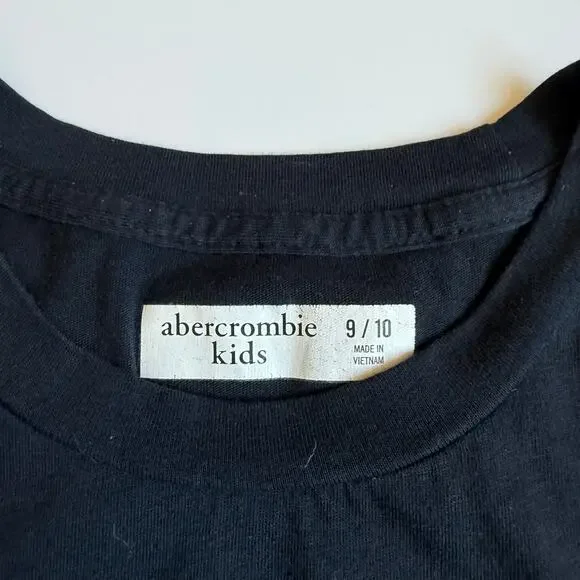 abercrombie
kids
9 / 10
MADE IN
VIETNAM